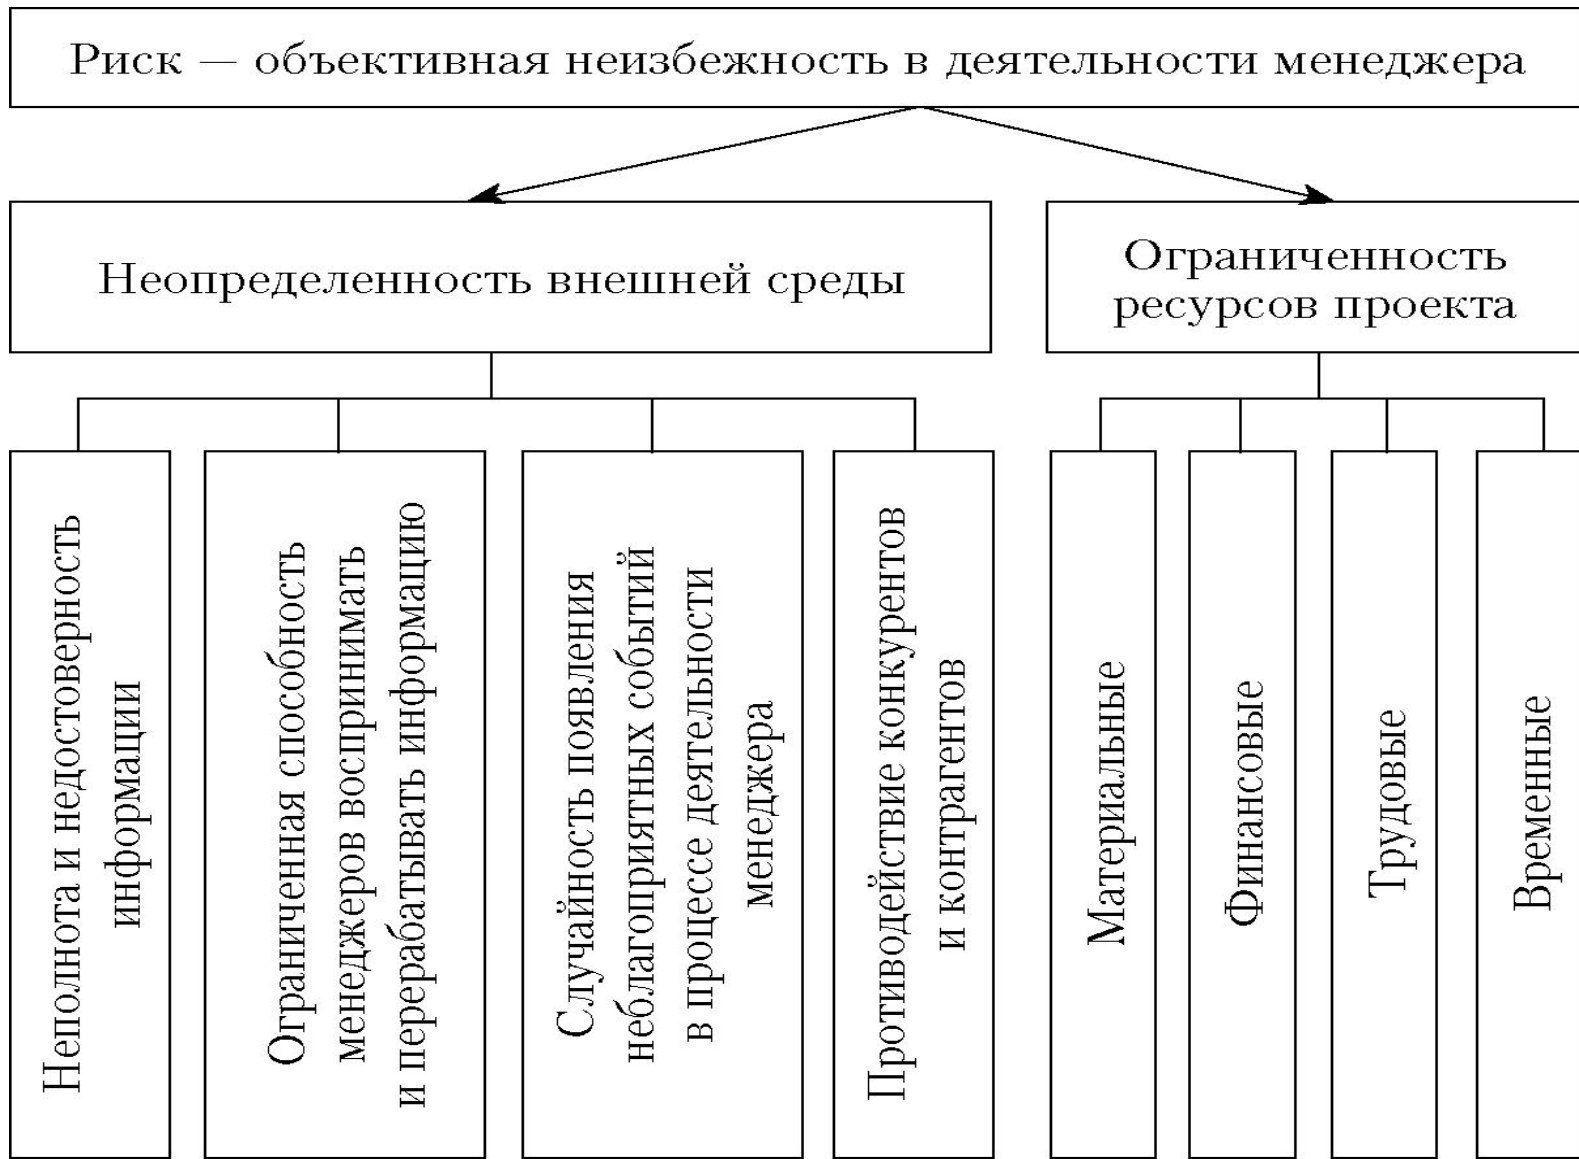 Риск — объективная неизбежность в деятельности менеджера
Неопределенность внешней среды
Ограниченность
ресурсов проекта
Неполнота и недостоверность
информации
Ограниченная способность
менеджеров воспринимать
и перерабатывать информацию
Случайность появления
неблагоприятных событий
в процессе деятельности
менеджера
Противодействие конкурентов
и контрагентов
Материальные
Финансовые
Трудовые
Временные